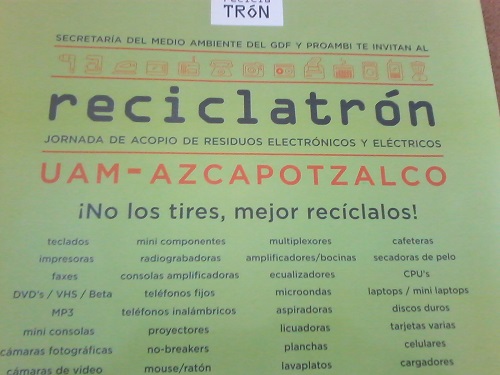 recicla
TRÓN
SECRETARÍA DEL MEDIO AMBIENTE DEL GDF Y PROAMBI TE INVITAN AL
reciclatrón
JORNADA DE ACOPIO DE RESIDUOS ELECTRÓNICOS Y ELÉCTRICOS
UAM-AZCAPOTZALCO
¡No los tires, mejor recíclalos!
teclados mini componentes multiplexores cafeteras
impresoras radiograbadoras amplificadores/bocinas secadoras de pelo
faxes consolas amplificadoras ecualizadores CPU's
DVD's / VHS / Beta teléfonos fijos microondas laptops / mini laptops
MP3 teléfonos inalámbricos aspiradoras discos duros
mini consolas proyectores licuadoras tarjetas varias
cámaras fotográficas no-breakers planchas celulares
cámaras de video mouse/ratón lavaplatos cargadores